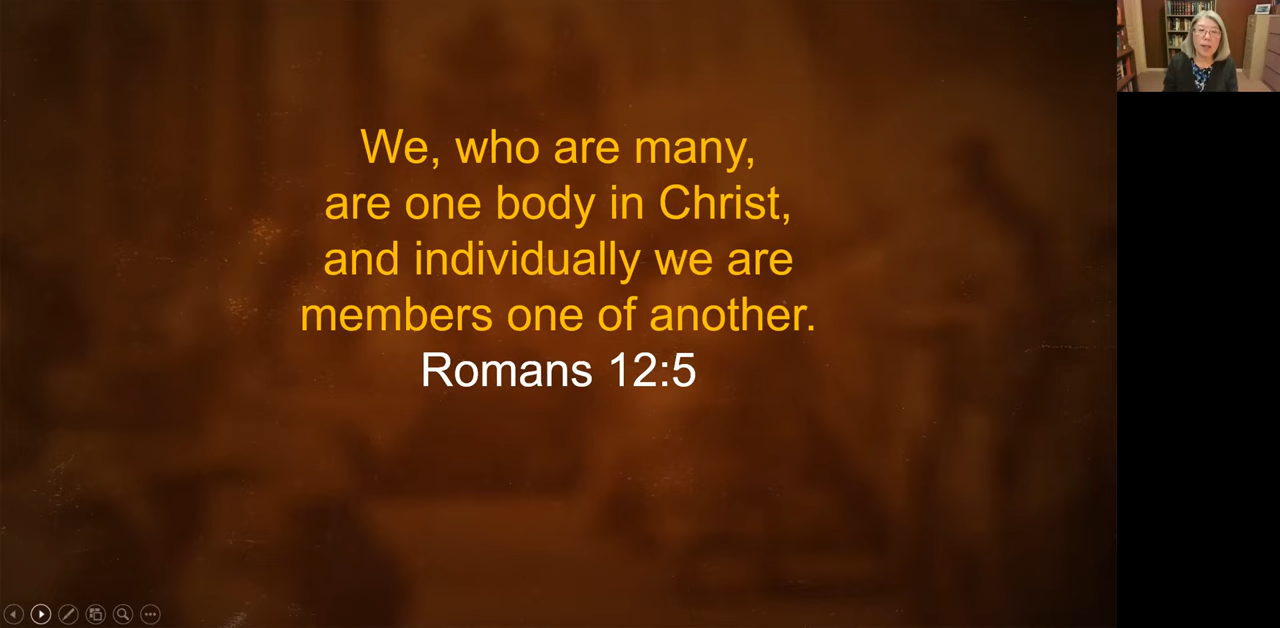 We, who are many,
are one body in Christ,
and individually we are
members one of another.
Romans 12:5